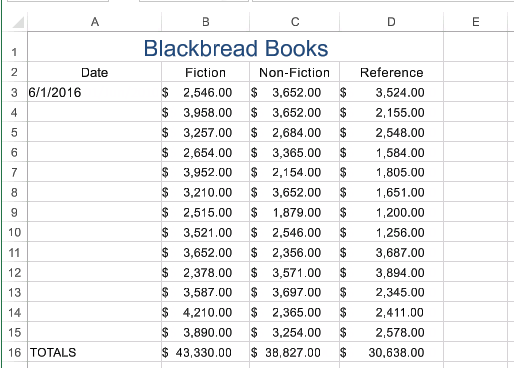 A B C D E
1 Blackbread Books
2 Date Fiction Non-Fiction Reference
3 6/1/2016 $ 2,546.00 $ 3,652.00 $ 3,524.00
4 $ 3,958.00 $ 3,652.00 $ 2,155.00
5 $ 3,257.00 $ 2,684.00 $ 2,548.00
6 $ 2,654.00 $ 3,365.00 $ 1,584.00
7 $ 3,952.00 $ 2,154.00 $ 1,805.00
8 $ 3,210.00 $ 3,652.00 $ 1,651.00
9 $ 2,515.00 $ 1,879.00 $ 1,200.00
10 $ 3,521.00 $ 2,546.00 $ 1,256.00
11 $ 3,652.00 $ 2,356.00 $ 3,687.00
12 $ 2,378.00 $ 3,571.00 $ 3,894.00
13 $ 3,587.00 $ 3,697.00 $ 2,345.00
14 $ 4,210.00 $ 2,365.00 $ 2,411.00
15 $ 3,890.00 $ 3,254.00 $ 2,578.00
16 TOTALS $ 43,330.00 $ 38,827.00 $ 30,638.00